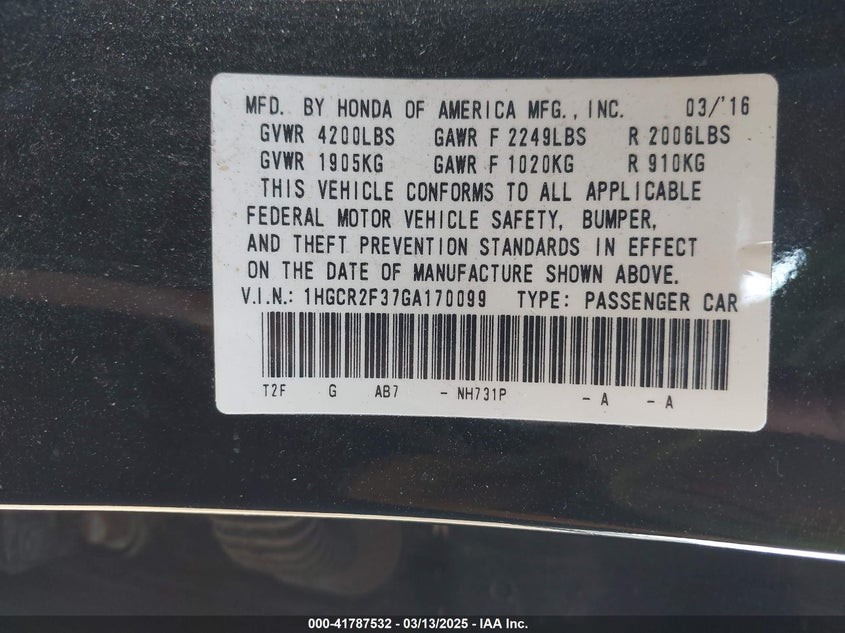 MFD. BY HONDA OF AMERICA MFG., INC. 03/'16
GVWR 4200LBS GAWR F 2249LBS R 2006LBS
GVWR 1905KG GAWR F 1020KG R 910KG
THIS VEHICLE CONFORMS TO ALL APPLICABLE
FEDERAL MOTOR VEHICLE SAFETY, BUMPER,
AND THEFT PREVENTION STANDARDS IN EFFECT
ON THE DATE OF MANUFACTURE SHOWN ABOVE.
V.I.N.: 1HGCR2F37GA170099 TYPE: PASSENGER CAR
T2F G AB7 - NH731P - A - A
000-41787532 - 03/13/2025 - IAA Inc.